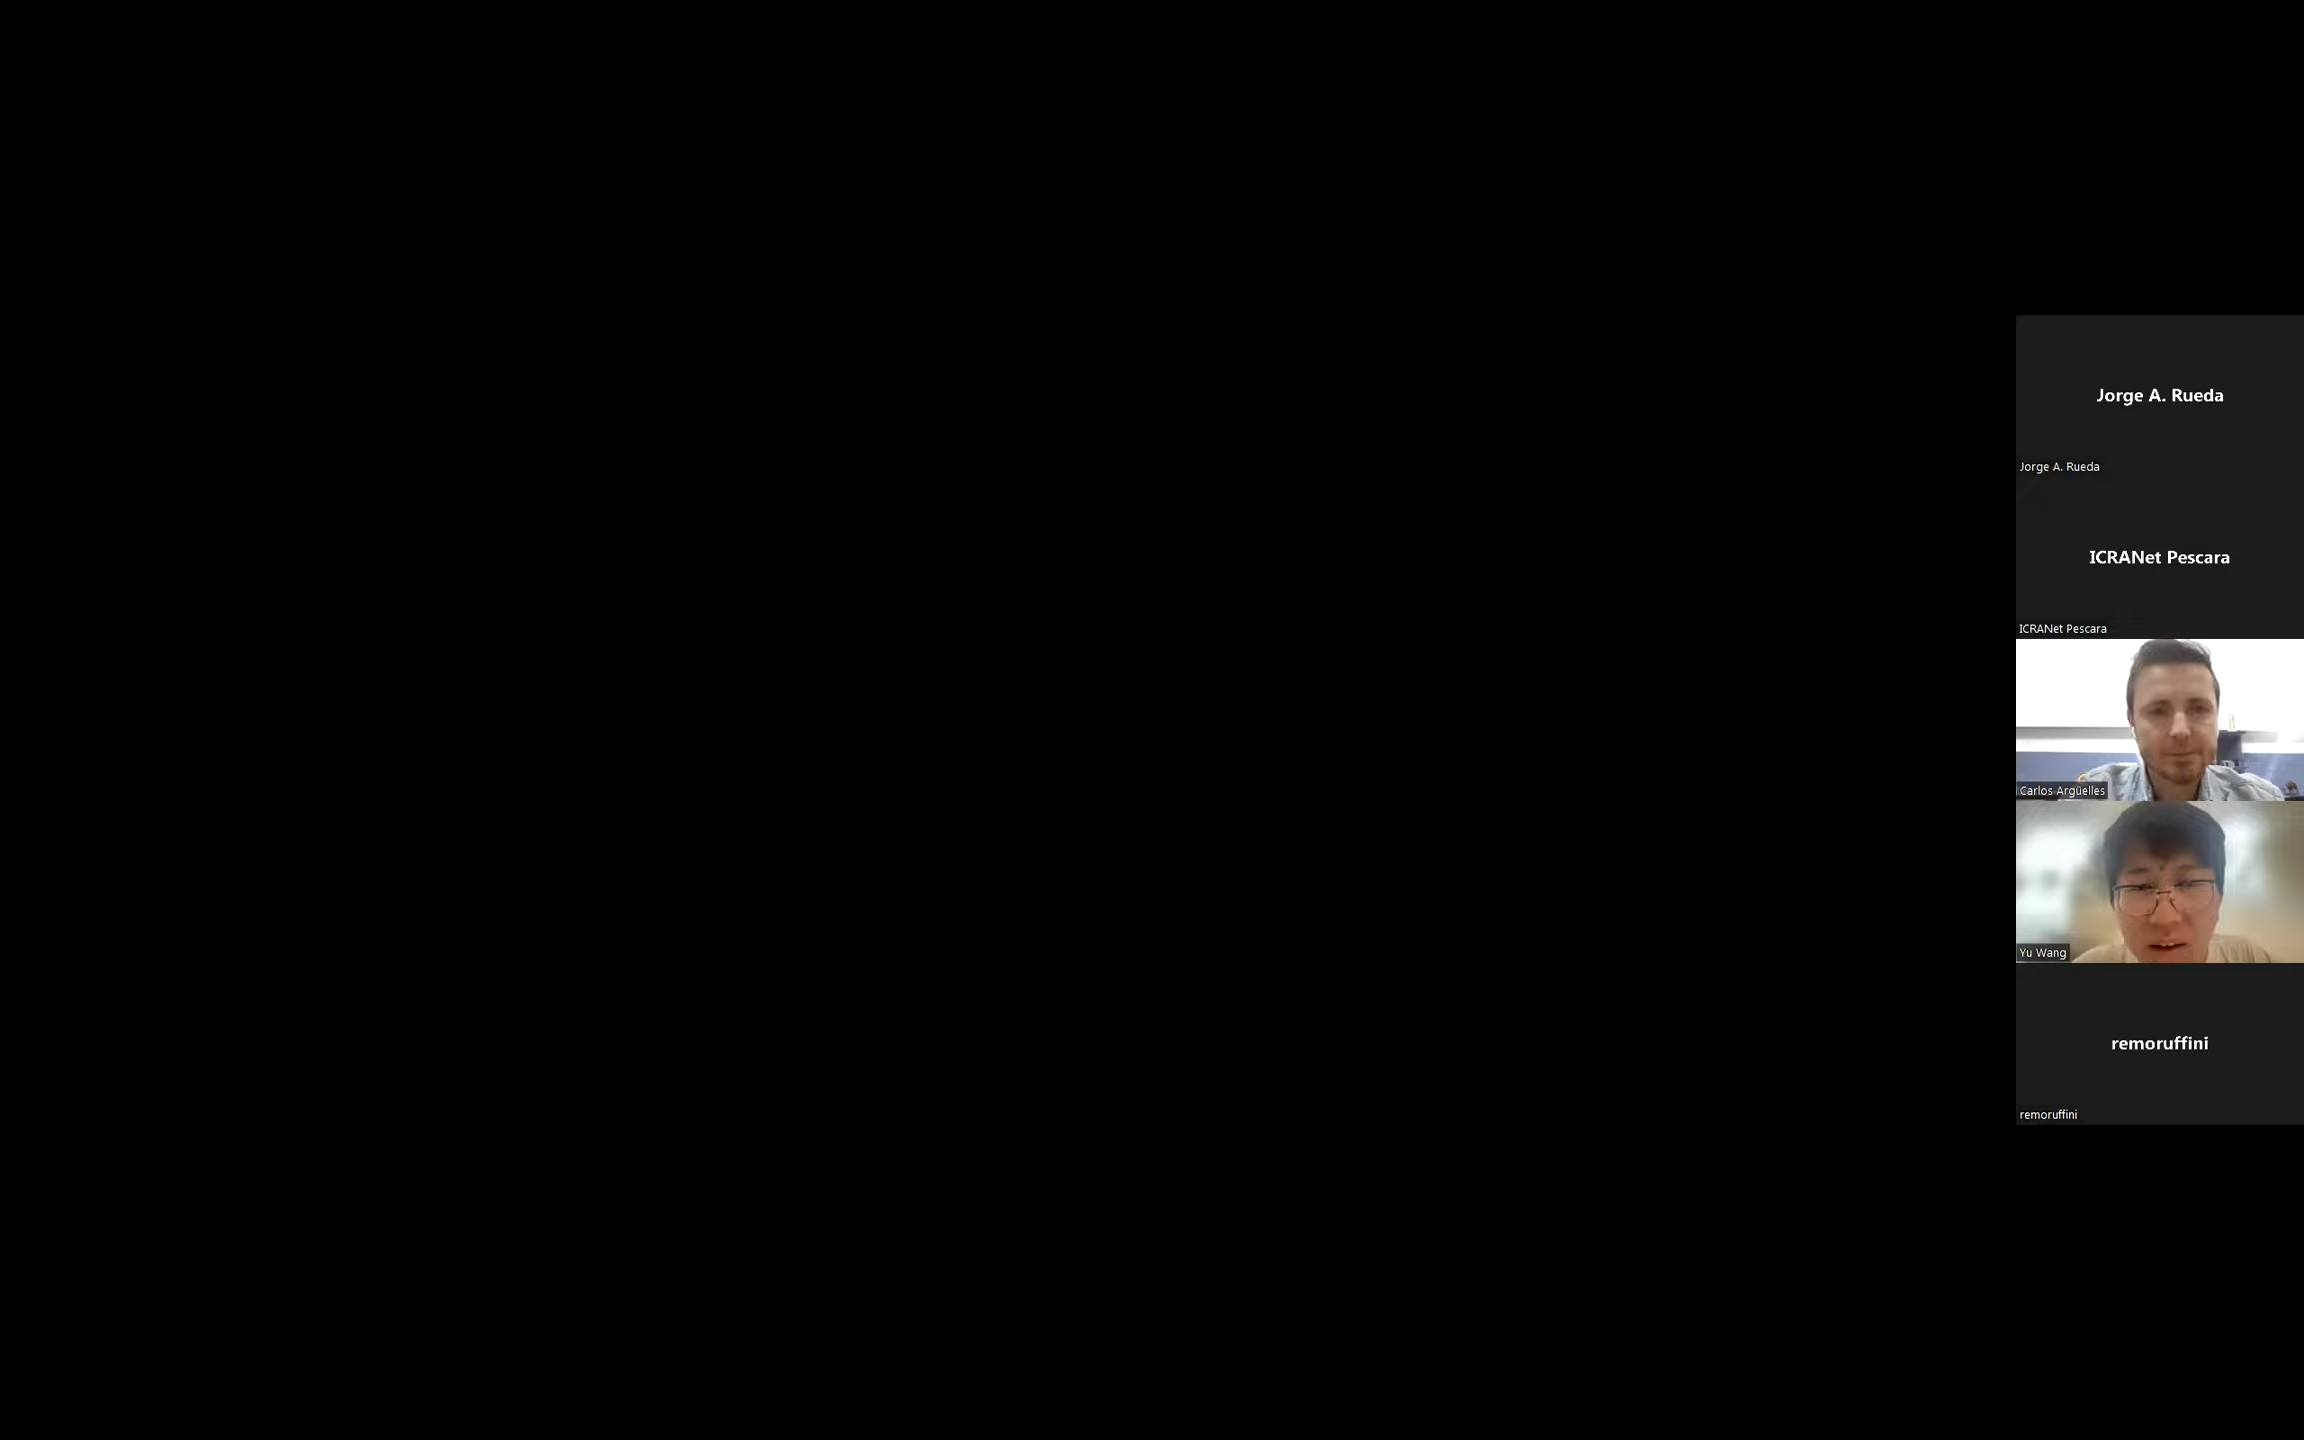 Jorge A. Rueda
Jorge A. Rueda
ICRANet Pescara
ICRANet Pescara
Carlos Argüelles
Yu Wang
remoruffini
remoruffini